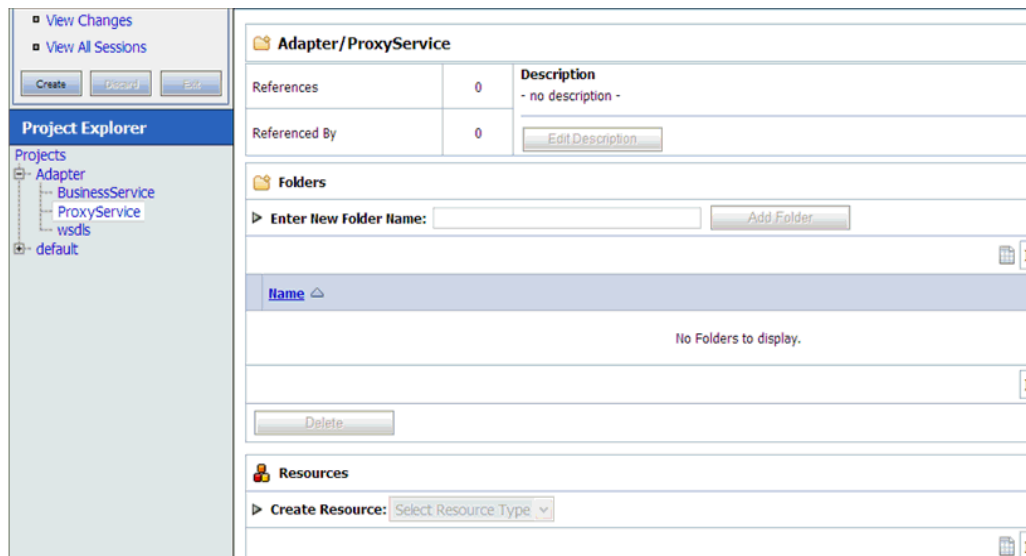 View Changes
View All Sessions
Create Discard Exit
Project Explorer
Projects
Adapter
BusinessService
ProxyService
wsdls
default
Adapter/ProxyService
References 0
Referenced By 0
Description
- no description -
Edit Description
Folders
Enter New Folder Name: Add Folder
Name
No Folders to display.
Delete
Resources
Create Resource: Select Resource Type